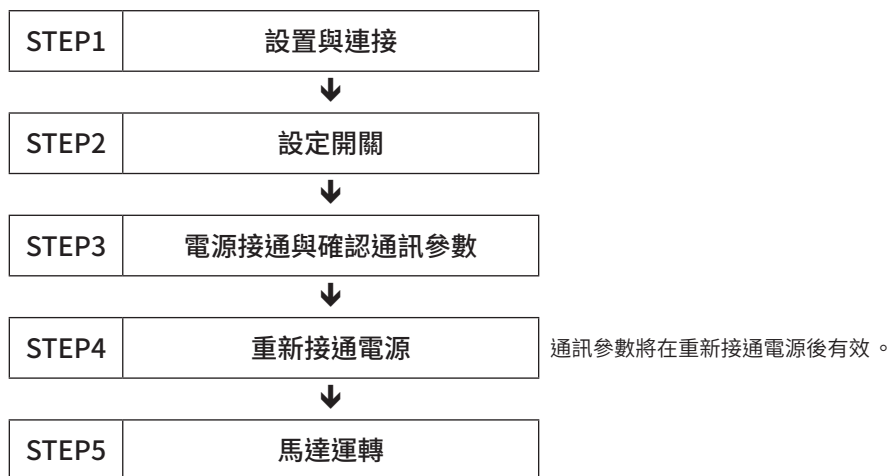 STEP1 設置與連接
STEP2 設定開關
STEP3 電源接通與確認通訊參數
STEP4 重新接通電源 通訊參數將在重新接通電源後有效。
STEP5 馬達運轉